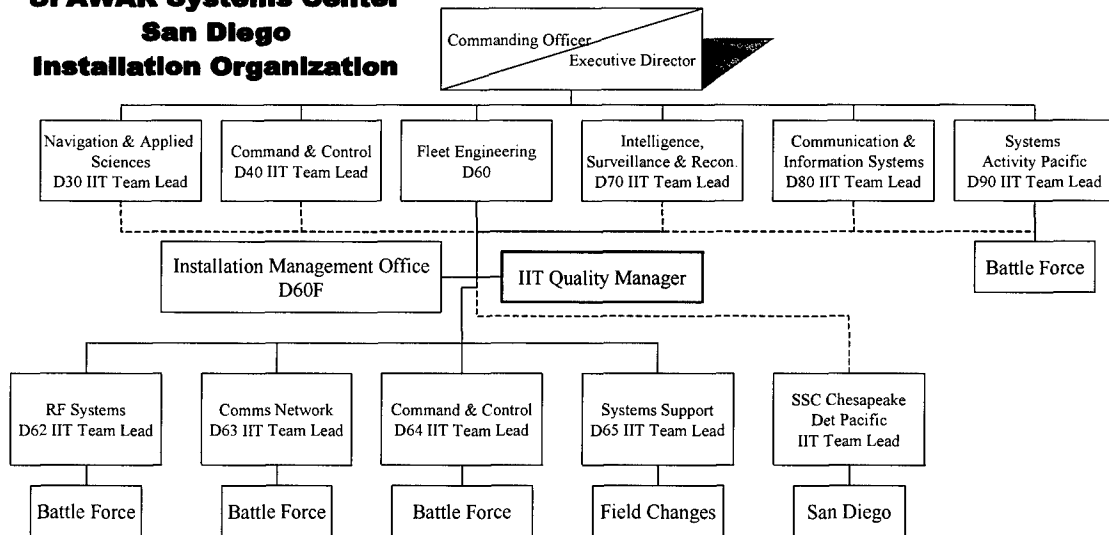 SPAWAR Systems Center
San Diego
Installation Organization
Commanding Officer
Executive Director
Navigation & Applied
Sciences
D30 IIT Team Lead
Command & Control
D40 IIT Team Lead
Fleet Engineering
D60
Intelligence,
Surveillance & Recon.
D70 IIT Team Lead
Communication &
Information Systems
D80 IIT Team Lead
Systems
Activity Pacific
D90 IIT Team Lead
Installation Management Office
D60F
IIT Quality Manager
Battle Force
RF Systems
D62 IIT Team Lead
Comms Network
D63 IIT Team Lead
Command & Control
D64 IIT Team Lead
Systems Support
D65 IIT Team Lead
SSC Chesapeake
Det Pacific
IIT Team Lead
Battle Force
Battle Force
Battle Force
Field Changes
San Diego